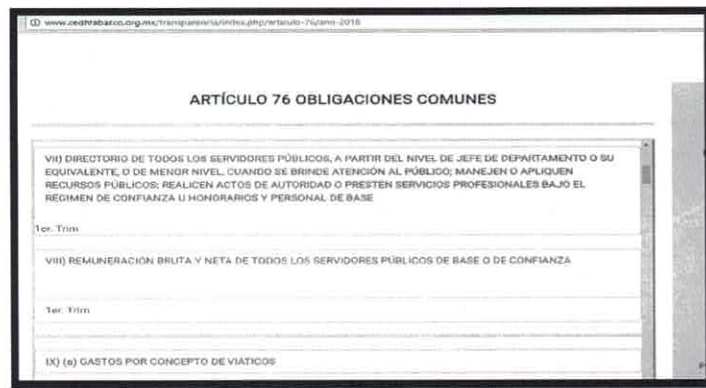 www.cedhtabasco.org.mx/transparencia/index.php/articulo-76/ano-2016
ARTÍCULO 76 OBLIGACIONES COMUNES
VII) DIRECTORIO DE TODOS LOS SERVIDORES PÚBLICOS, A PARTIR DEL NIVEL DE JEFE DE DEPARTAMENTO O SU
EQUIVALENTE, O DE MENOR NIVEL, CUANDO SE BRINDE ATENCIÓN AL PÚBLICO; MANEJEN O APLIQUEN
RECURSOS PÚBLICOS; REALICEN ACTOS DE AUTORIDAD O PRESTEN SERVICIOS PROFESIONALES BAJO EL
RÉGIMEN DE CONFIANZA U HONORARIOS Y PERSONAL DE BASE
1er. Trim
VIII) REMUNERACIÓN BRUTA Y NETA DE TODOS LOS SERVIDORES PÚBLICOS DE BASE O DE CONFIANZA
1er. Trim
IX) (a) GASTOS POR CONCEPTO DE VIÁTICOS